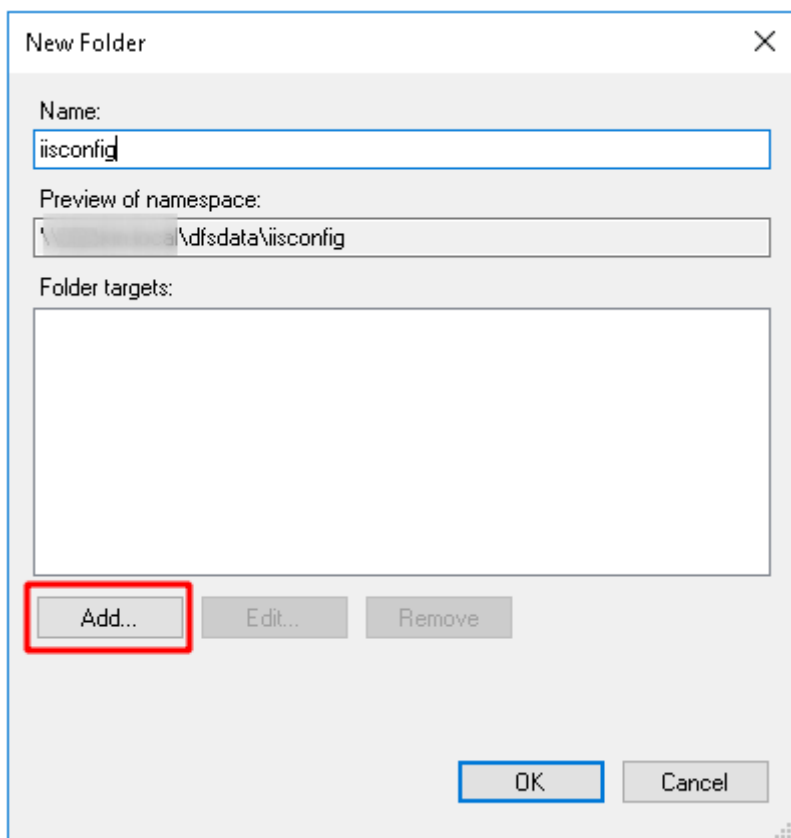 New Folder
Name:
iisconfig
Preview of namespace:
\dfsdata\iisconfig
Folder targets:
Add...
Edit...
Remove
OK
Cancel